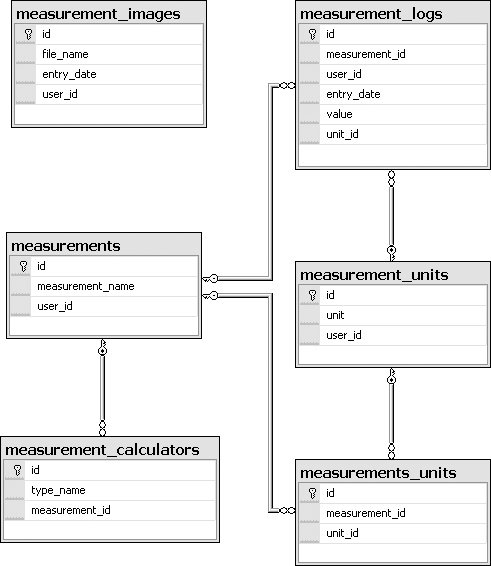 measurement_images
id
file_name
entry_date
user_id
measurement_logs
id
measurement_id
user_id
entry_date
value
unit_id
measurements
id
measurement_name
user_id
measurement_units
id
unit
user_id
measurement_calculators
id
type_name
measurement_id
measurements_units
id
measurement_id
unit_id